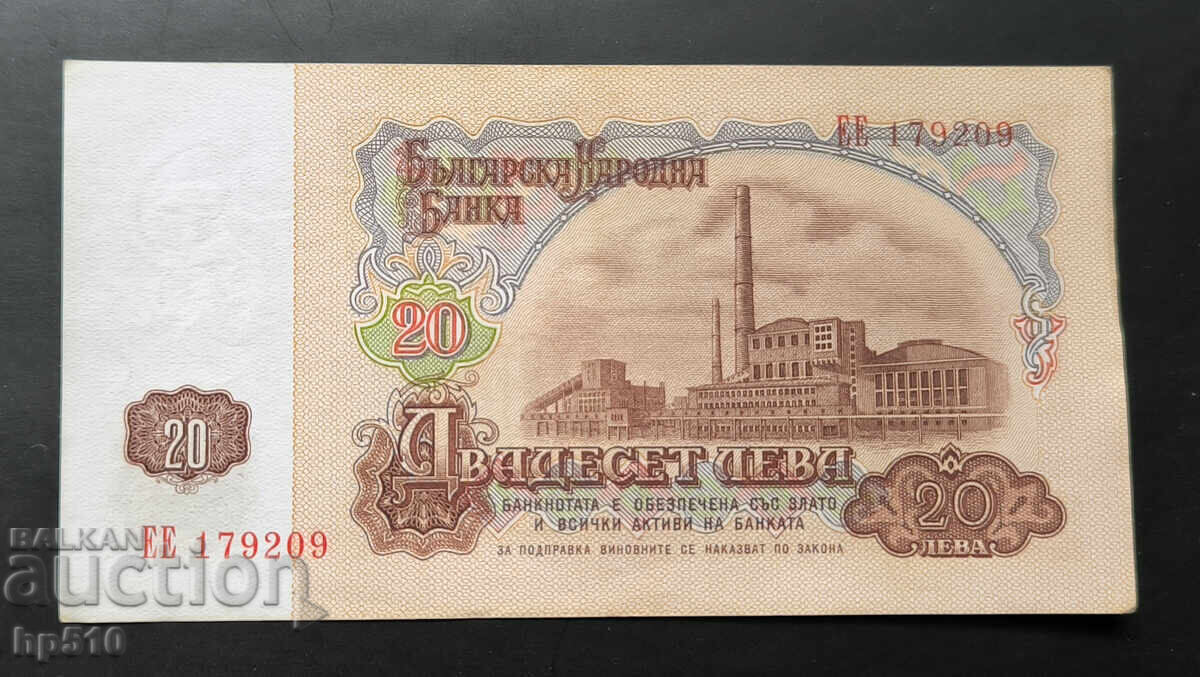 ЕЕ 179209
БЪЛГАРСКА НАРОДНА
БАНКА
20
ДВАДЕСЕТ ЛЕВА
БАНКНОТАТА Е ОБЕЗПЕЧЕНА СЪС ЗЛАТО
И ВСИЧКИ АКТИВИ НА БАНКАТА
ЗА ПОДПРАВКА ВИНОВНИТЕ СЕ НАКАЗВАТ ПО ЗАКОНА
20
ЛЕВА
20
ЕЕ 179209
BALKAN
auction
hp510